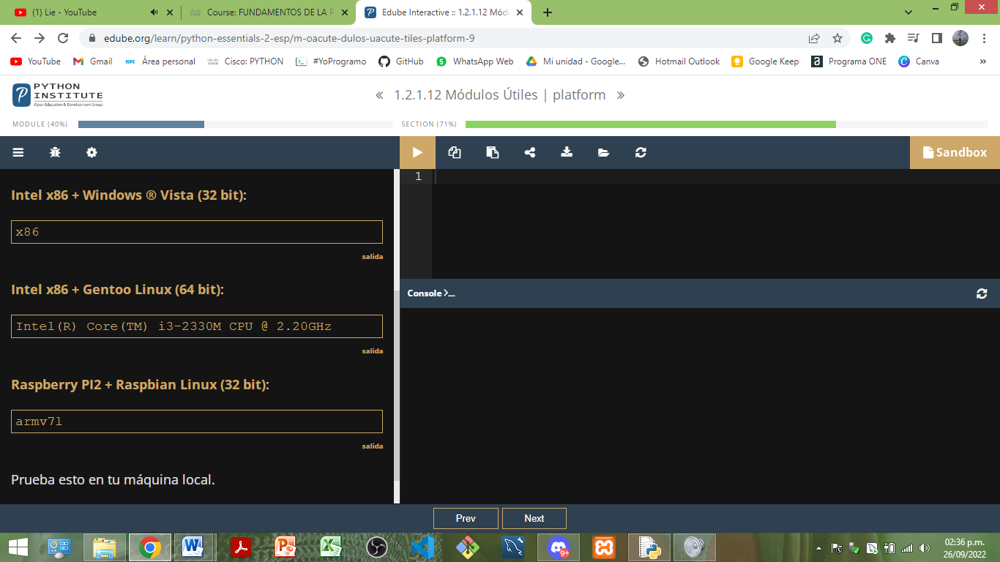 (1) Lie - YouTube
Course: FUNDAMENTOS DE LA P
Edube Interactive :: 1.2.1.12 Módu
edube.org/learn/python-essentials-2-esp/m-oacute-dulos-uacute-tiles-platform-9
YouTube
Gmail
ISPC Área personal
Cisco: PYTHON
#YoProgramo
GitHub
5 WhatsApp Web
Mi unidad - Google...
Hotmail Outlook
Google Keep
a Programa ONE
Canva
»
PYTHON
INSTITUTE
Open Education & Development Group
« 1.2.1.12 Módulos Útiles | platform »
MODULE (40%)
SECTION (71%)
Sandbox
1
Intel x86 + Windows ® Vista (32 bit):
x86
salida
Intel x86 + Gentoo Linux (64 bit):
Intel(R) Core(TM) i3-2330M CPU @ 2.20GHz
salida
Raspberry PI2 + Raspbian Linux (32 bit):
armv7l
salida
Prueba esto en tu máquina local.
Console
Prev
Next
9+
02:36 p.m.
26/09/2022